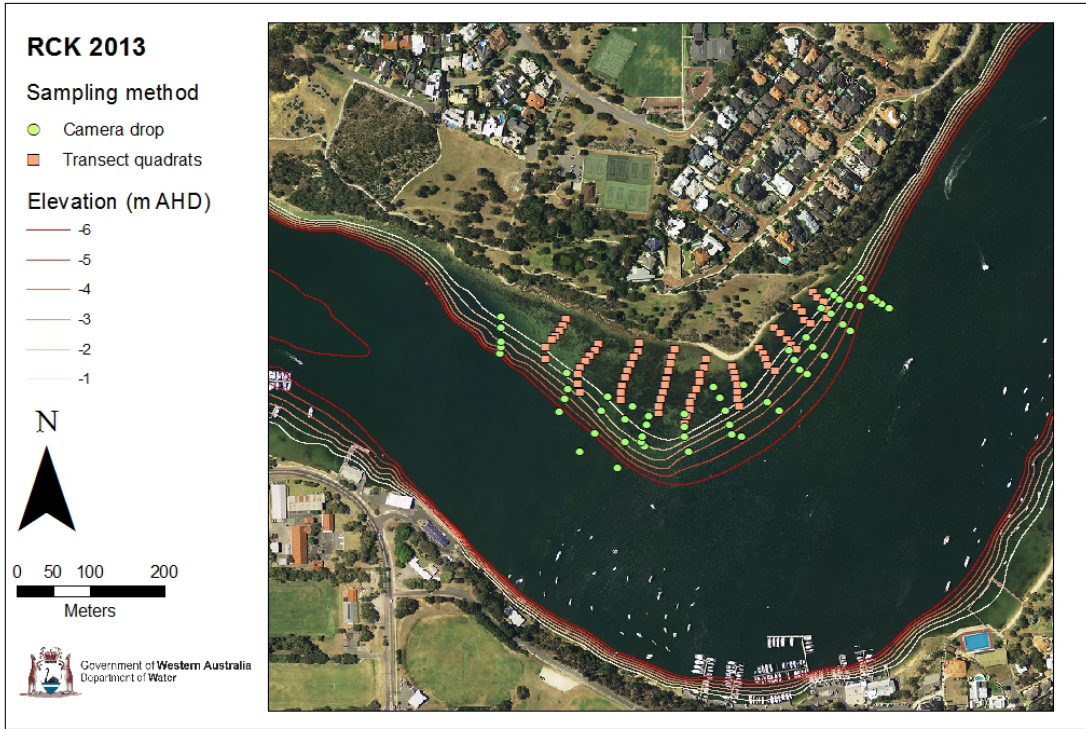 RCK 2013
Sampling method
Camera drop
Transect quadrats
Elevation (m AHD)
-6
-5
-4
-3
-2
-1
N
0 50 100 200
Meters
Government of Western Australia
Department of Water